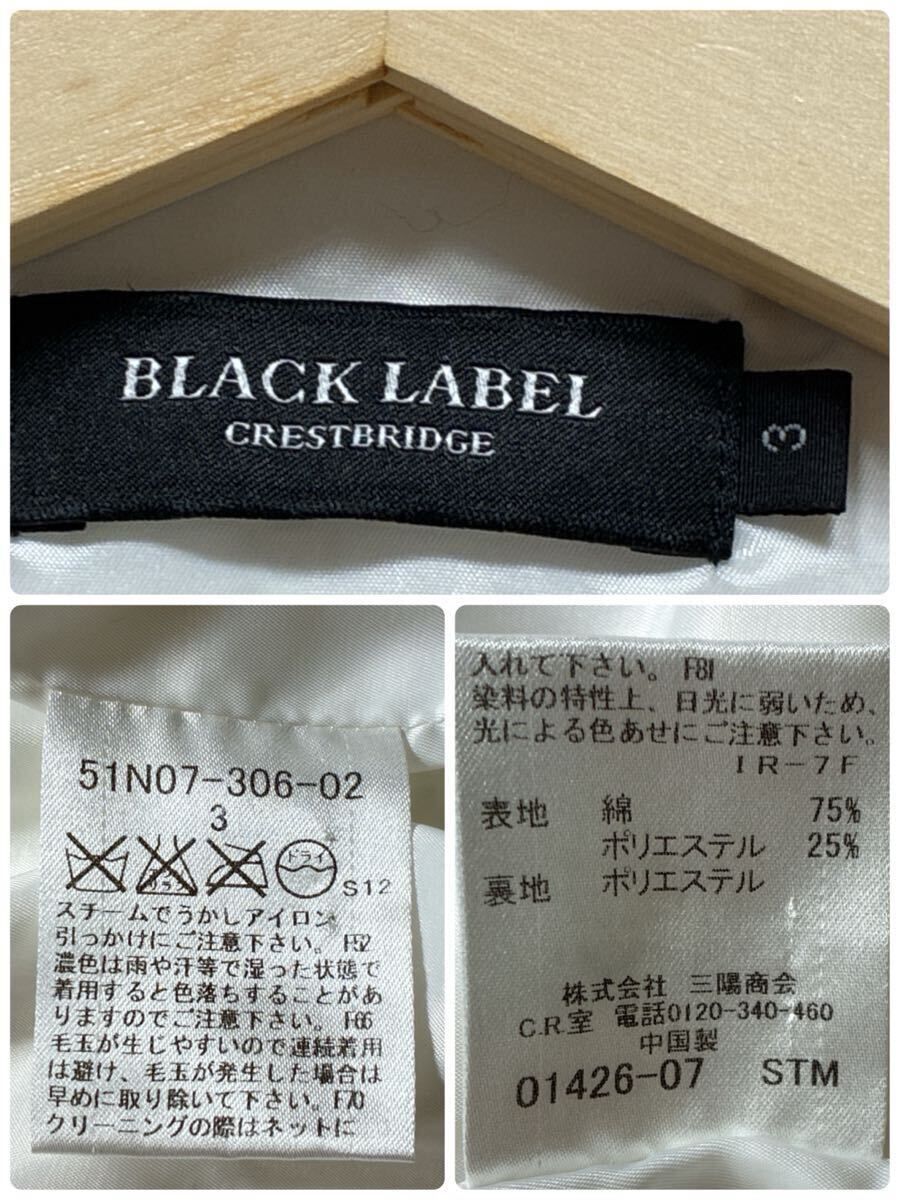 BLACK LABEL
CRESTBRIDGE
3
51N07-306-02
3
エンソ
サラシ
ドライ
S12
スチームでうかしアイロン
引っかけにご注意下さい。F52
濃色は雨や汗等で湿った状態で
着用すると色落ちすることがあ
りますのでご注意下さい。F66
毛玉が生じやすいので連続着用
は避け、毛玉が発生した場合は
早めに取り除いて下さい。F70
クリーニングの際はネットに
入れて下さい。F81
染料の特性上、日光に弱いため、
光による色あせにご注意下さい。
IR-7F
表地 綿 75%
ポリエステル 25%
裏地 ポリエステル
株式会社 三陽商会
C.R.室 電話0120-340-460
中国製
01426-07 STM